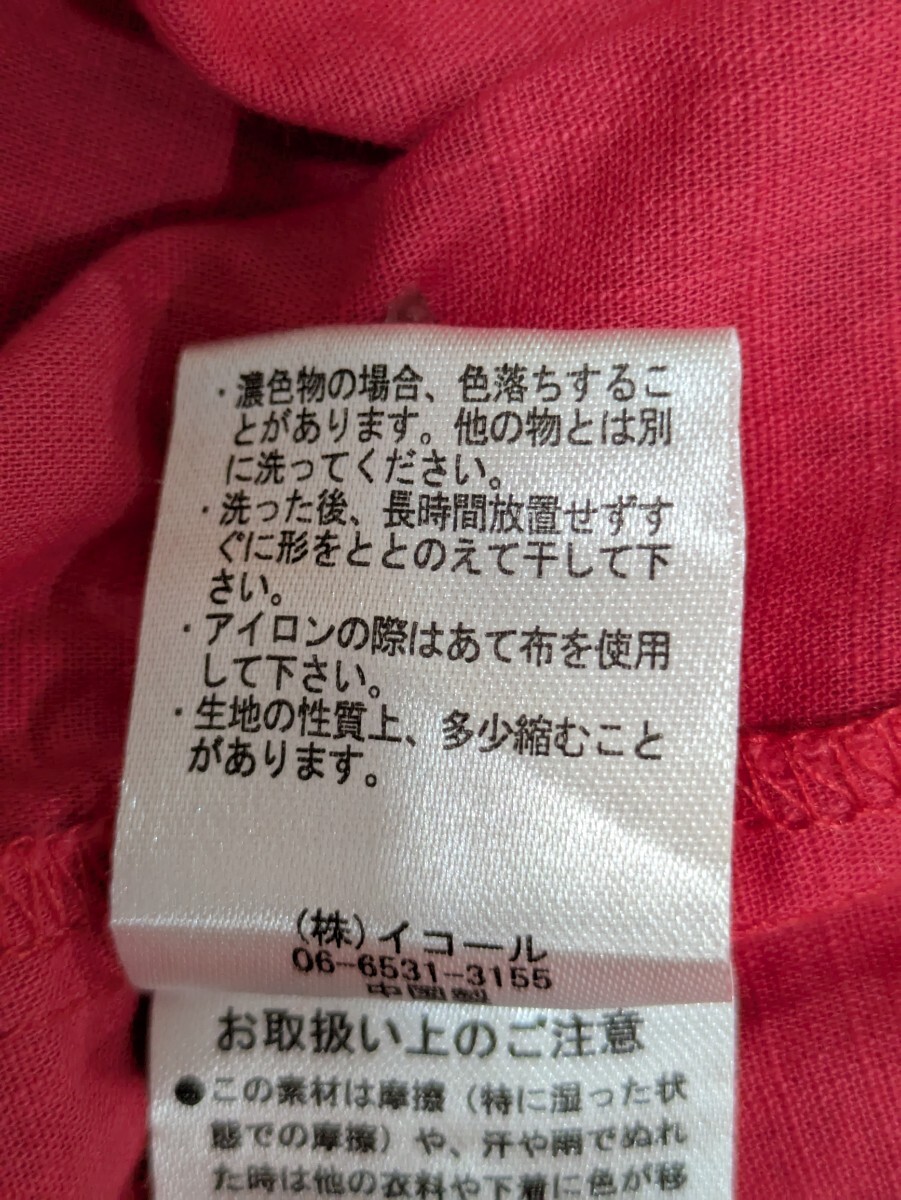 ・濃色物の場合、色落ちするこ
とがあります。他の物とは別
に洗ってください。
・洗った後、長時間放置せずす
ぐに形をととのえて干して下
さい。
・アイロンの際はあて布を使用
して下さい。
・生地の性質上、多少縮むこと
があります。
(株)イコール
06-6531-3155
中国製
お取扱い上のご注意
●この素材は摩擦(特に湿った状
態での摩擦)や、汗や雨でぬれ
た時は他の衣料や下着に色が移